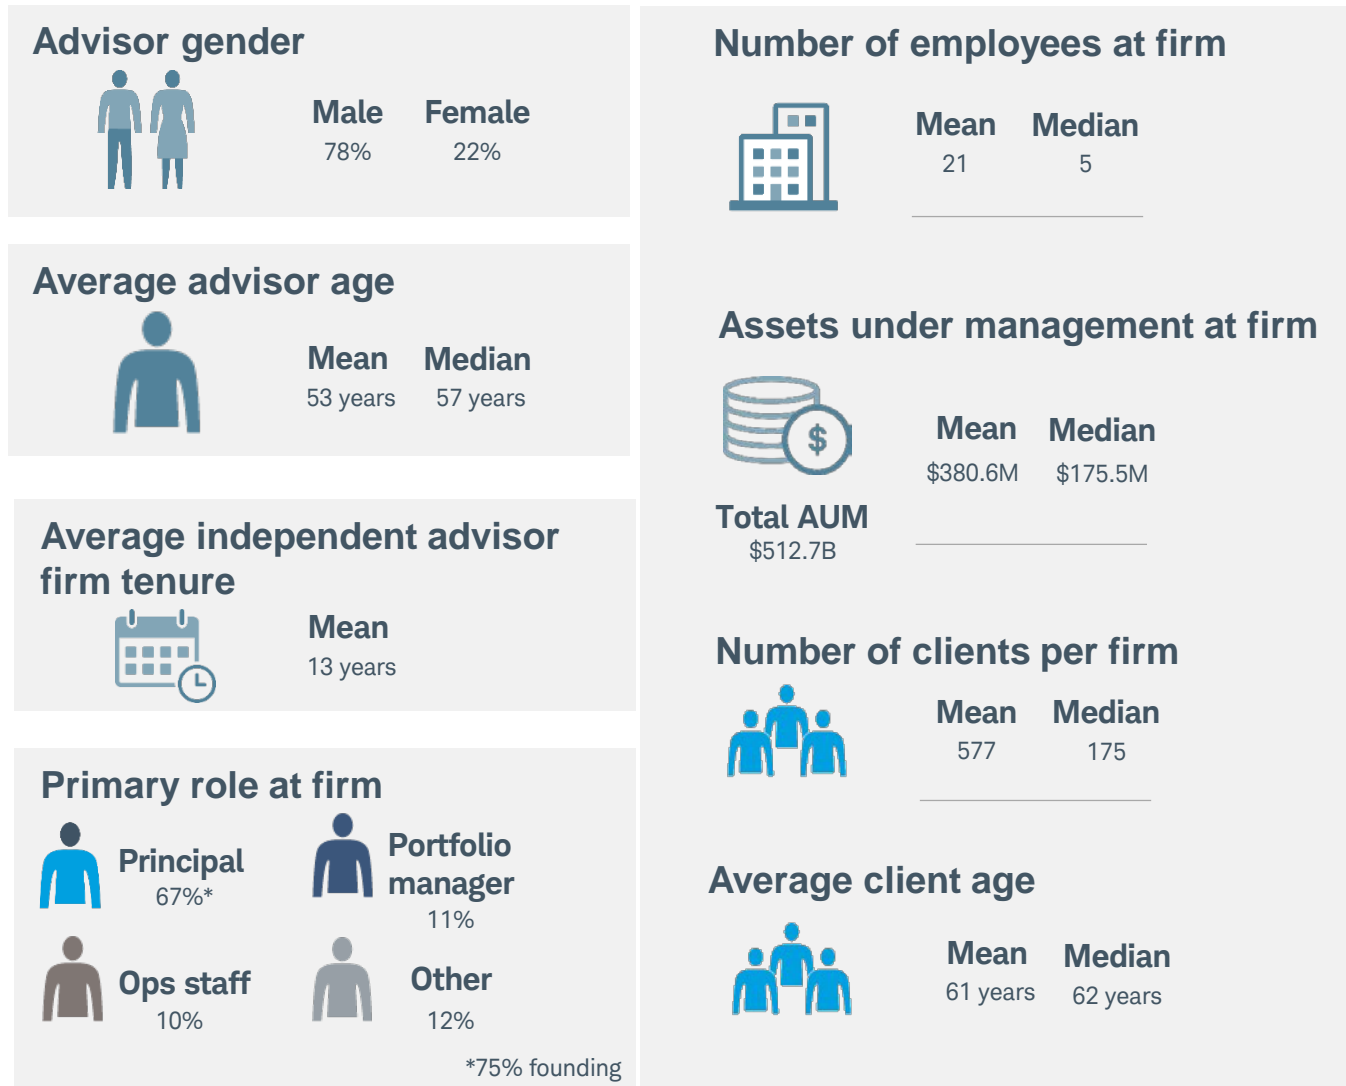 Advisor gender
Male Female
78% 22%
Average advisor age
Mean Median
53 years 57 years
Average independent advisor
firm tenure
Mean
13 years
Primary role at firm
Principal
67%*
Portfolio
manager
11%
Ops staff
10%
Other
12%
*75% founding
Number of employees at firm
Mean Median
21 5
Assets under management at firm
$
Mean Median
$380.6M $175.5M
Total AUM
$512.7B
Number of clients per firm
Mean Median
577 175
Average client age
Mean Median
61 years 62 years